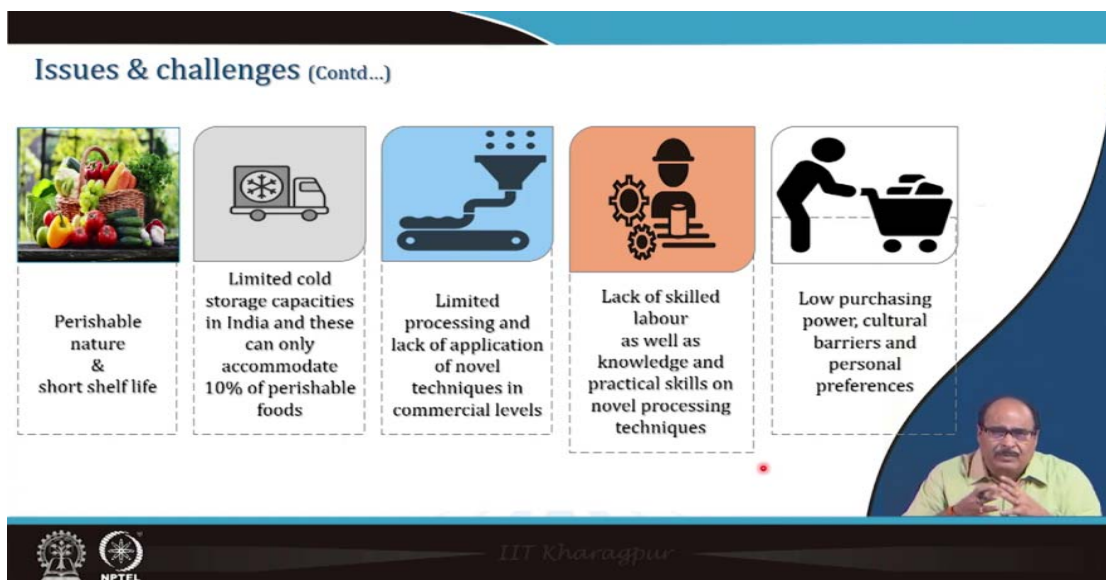 Issues & challenges (Contd...)
Perishable
nature
&
short shelf life
Limited cold
storage capacities
in India and these
can only
accommodate
10% of perishable
foods
Limited
processing and
lack of application
of novel
techniques in
commercial levels
Lack of skilled
labour
as well as
knowledge and
practical skills on
novel processing
techniques
Low purchasing
power, cultural
barriers and
personal
preferences
NPTEL
IIT Kharagpur